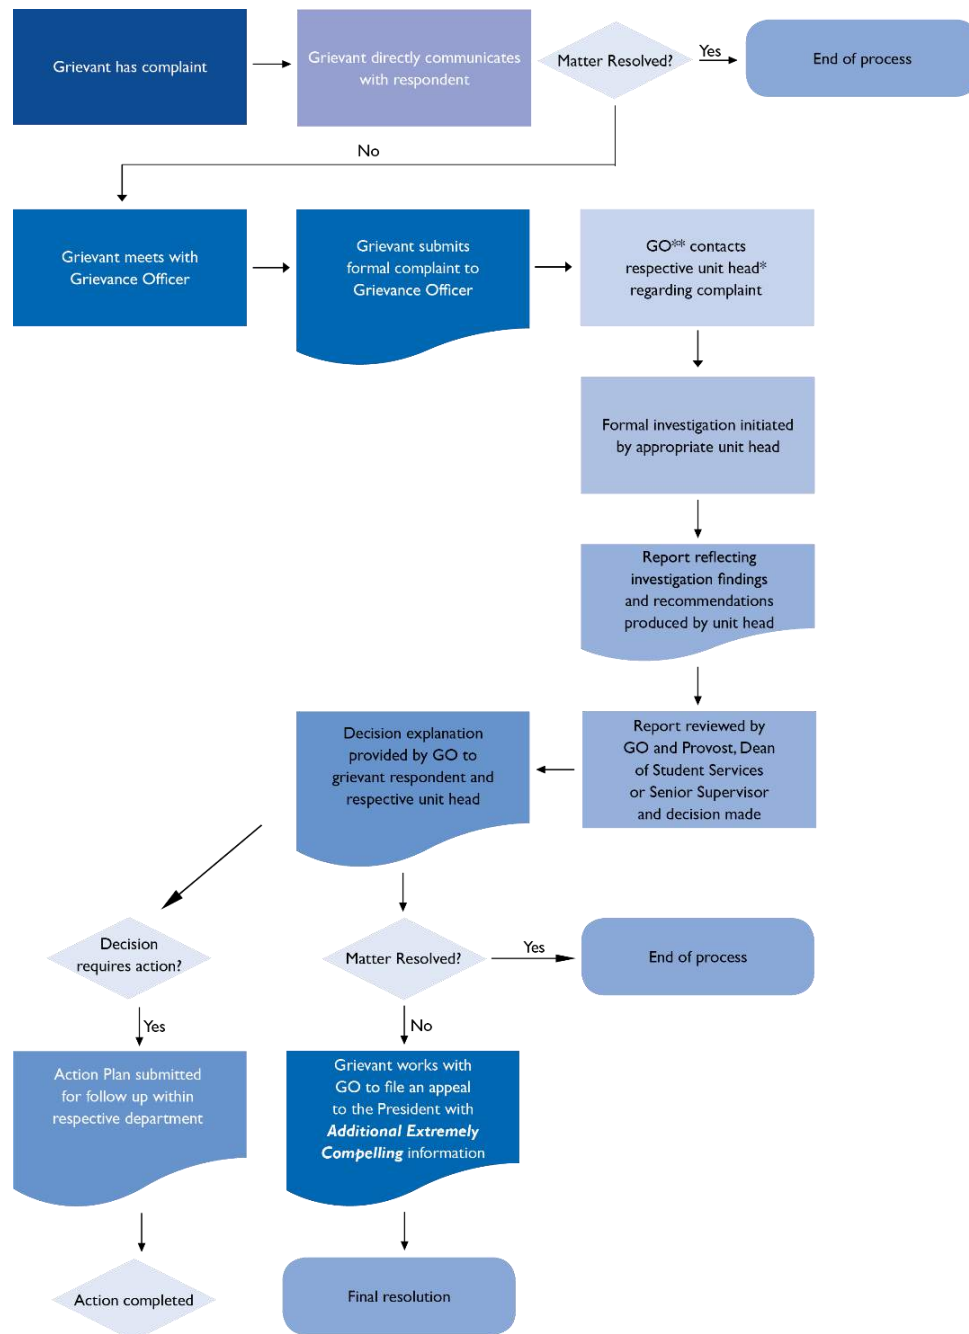 Grievant has complaint
Grievant directly communicates
with respondent
Matter Resolved?
Yes
End of process
No
Grievant meets with
Grievance Officer
Grievant submits
formal complaint to
Grievance Officer
GO** contacts
respective unit head*
regarding complaint
Formal investigation initiated
by appropriate unit head
Report reflecting
investigation findings
and recommendations
produced by unit head
Report reviewed by
GO and Provost, Dean
of Student Services
or Senior Supervisor
and decision made
Decision explanation
provided by GO to
grievant respondent and
respective unit head
Decision
requires action?
Matter Resolved?
Yes
End of process
Yes
No
Action Plan submitted
for follow up within
respective department
Grievant works with
GO to file an appeal
to the President with
Additional Extremely
Compelling information
Action completed
Final resolution